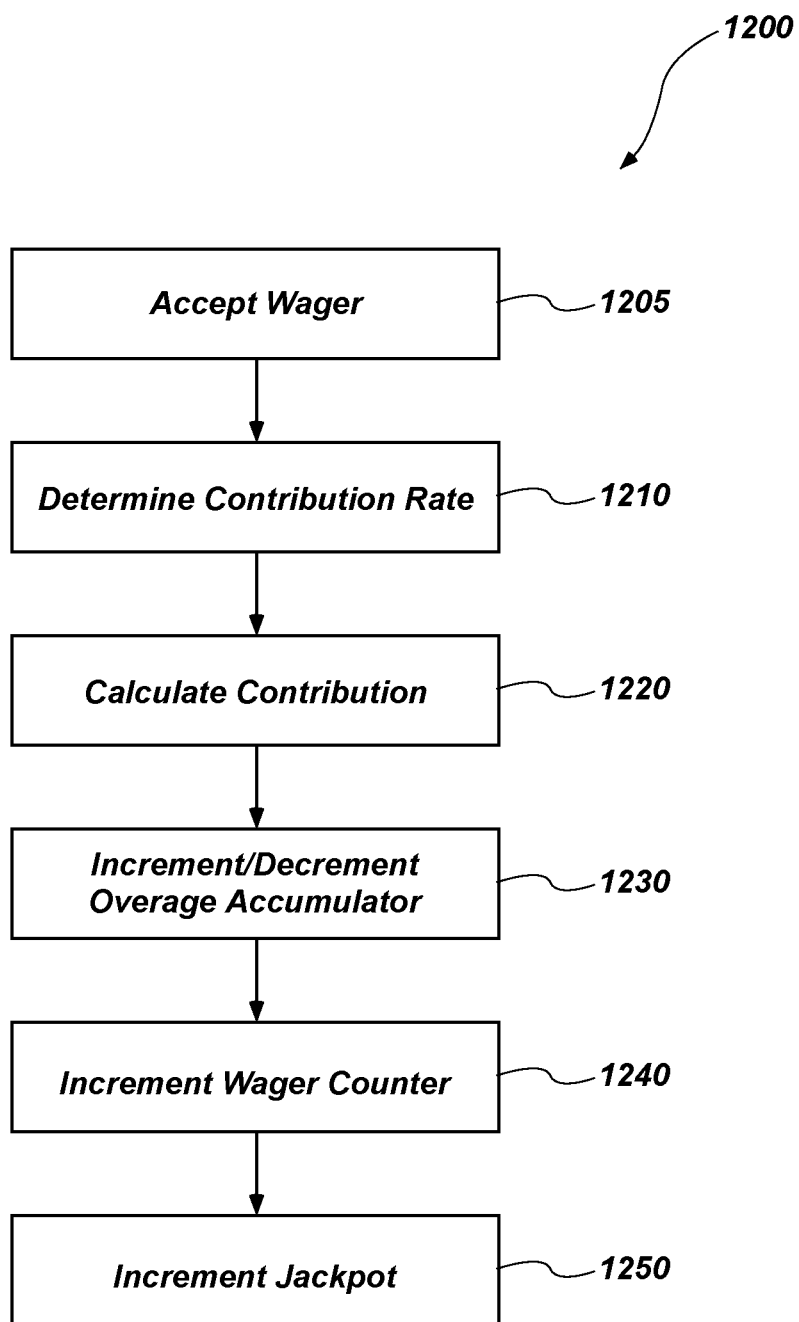 1200
Accept Wager
1205
Determine Contribution Rate
1210
Calculate Contribution
1220
Increment/Decrement
Overage Accumulator
1230
Increment Wager Counter
1240
Increment Jackpot
1250